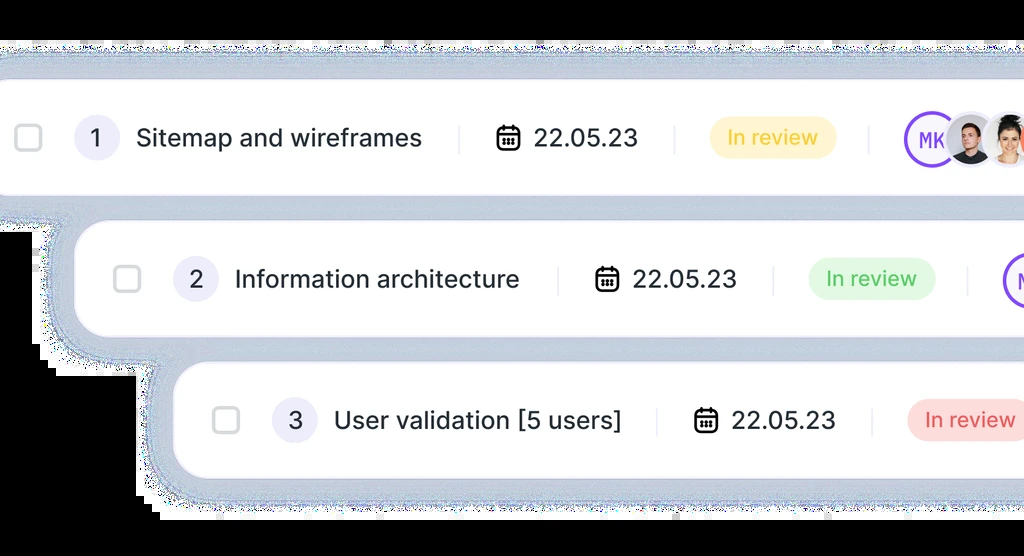 1 Sitemap and wireframes 22.05.23 In review MK
2 Information architecture 22.05.23 In review
3 User validation [5 users] 22.05.23 In review